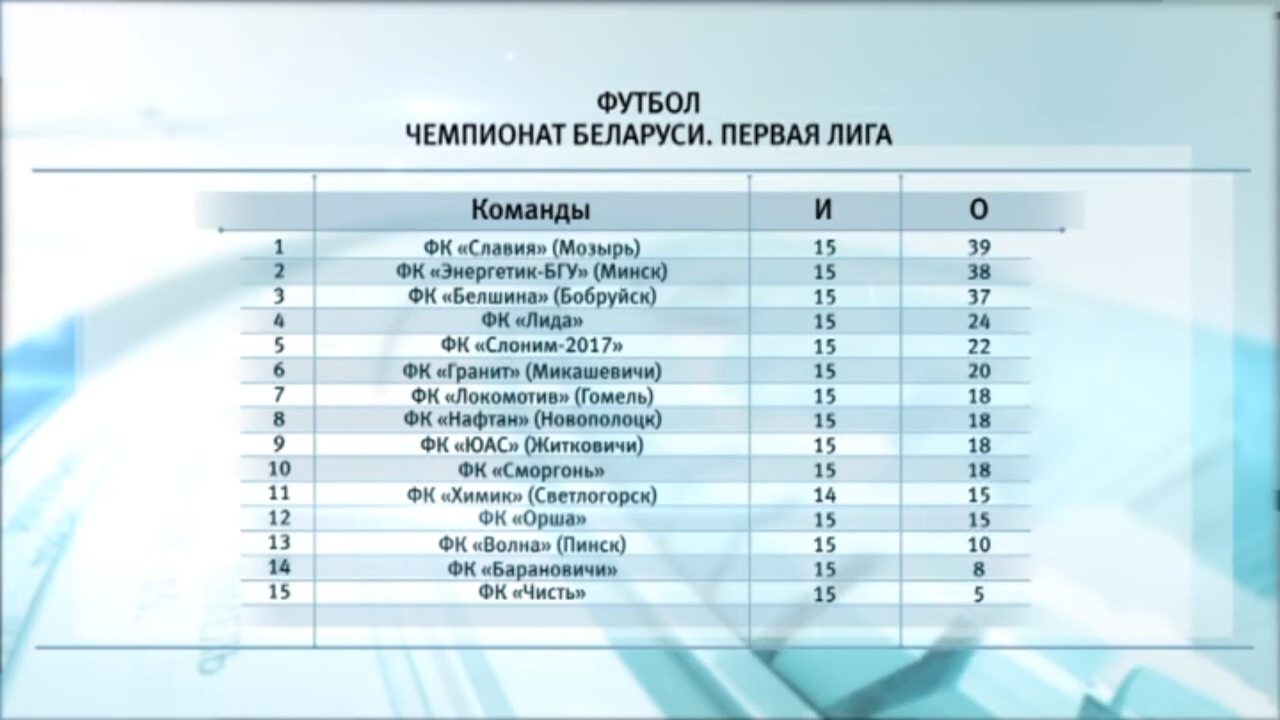 ФУТБОЛ
ЧЕМПИОНАТ БЕЛАРУСИ. ПЕРВАЯ ЛИГА
Команды И О
1 ФК «Славия» (Мозырь) 15 39
2 ФК «Энергетик-БГУ» (Минск) 15 38
3 ФК «Белшина» (Бобруйск) 15 37
4 ФК «Лида» 15 24
5 ФК «Слоним-2017» 15 22
6 ФК «Гранит» (Микашевичи) 15 20
7 ФК «Локомотив» (Гомель) 15 18
8 ФК «Нафтан» (Новополоцк) 15 18
9 ФК «ЮАС» (Житковичи) 15 18
10 ФК «Сморгонь» 15 18
11 ФК «Химик» (Светлогорск) 14 15
12 ФК «Орша» 15 15
13 ФК «Волна» (Пинск) 15 10
14 ФК «Барановичи» 15 8
15 ФК «Чисть» 15 5